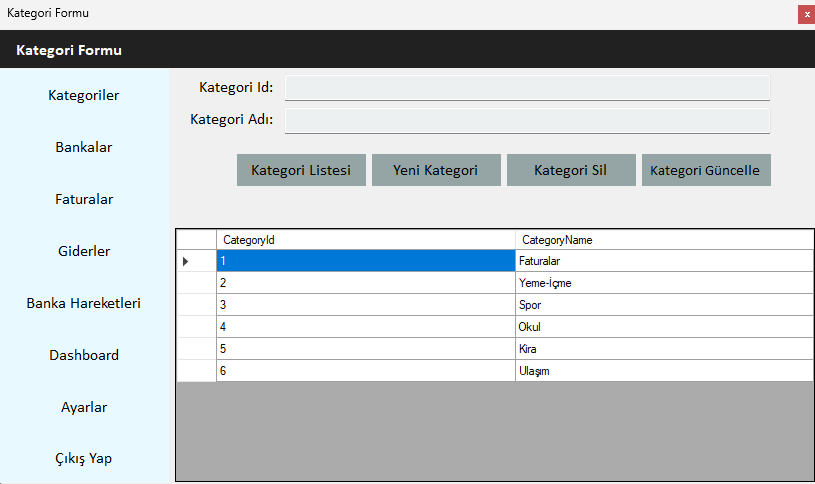 Kategori Formu
x
Kategori Formu
Kategoriler
Bankalar
Faturalar
Giderler
Banka Hareketleri
Dashboard
Ayarlar
Çıkış Yap
Kategori Id:
Kategori Adı:
Kategori Listesi Yeni Kategori Kategori Sil Kategori Güncelle
CategoryId CategoryName
1 Faturalar
2 Yeme-İçme
3 Spor
4 Okul
5 Kira
6 Ulaşım